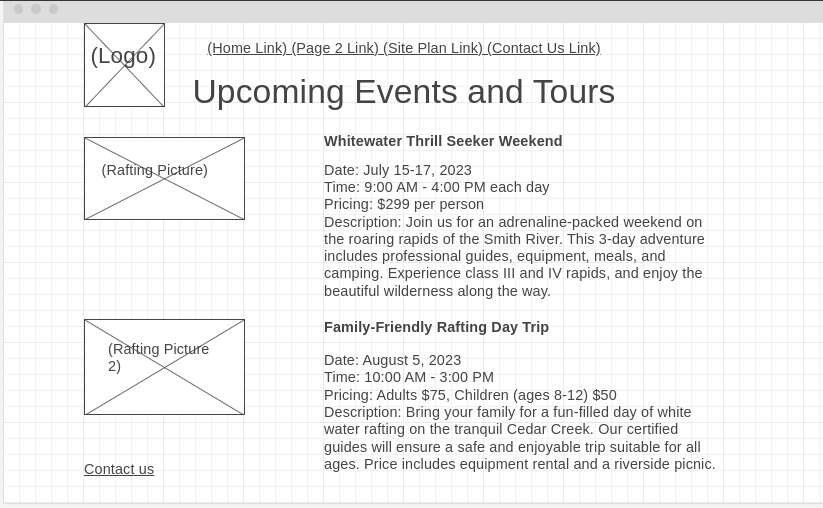 (Logo)
(Home Link) (Page 2 Link) (Site Plan Link) (Contact Us Link)
Upcoming Events and Tours
(Rafting Picture)
Whitewater Thrill Seeker Weekend
Date: July 15-17, 2023
Time: 9:00 AM - 4:00 PM each day
Pricing: $299 per person
Description: Join us for an adrenaline-packed weekend on
the roaring rapids of the Smith River. This 3-day adventure
includes professional guides, equipment, meals, and
camping. Experience class III and IV rapids, and enjoy the
beautiful wilderness along the way.
(Rafting Picture
2)
Family-Friendly Rafting Day Trip
Date: August 5, 2023
Time: 10:00 AM - 3:00 PM
Pricing: Adults $75, Children (ages 8-12) $50
Description: Bring your family for a fun-filled day of white
water rafting on the tranquil Cedar Creek. Our certified
guides will ensure a safe and enjoyable trip suitable for all
ages. Price includes equipment rental and a riverside picnic.
Contact us